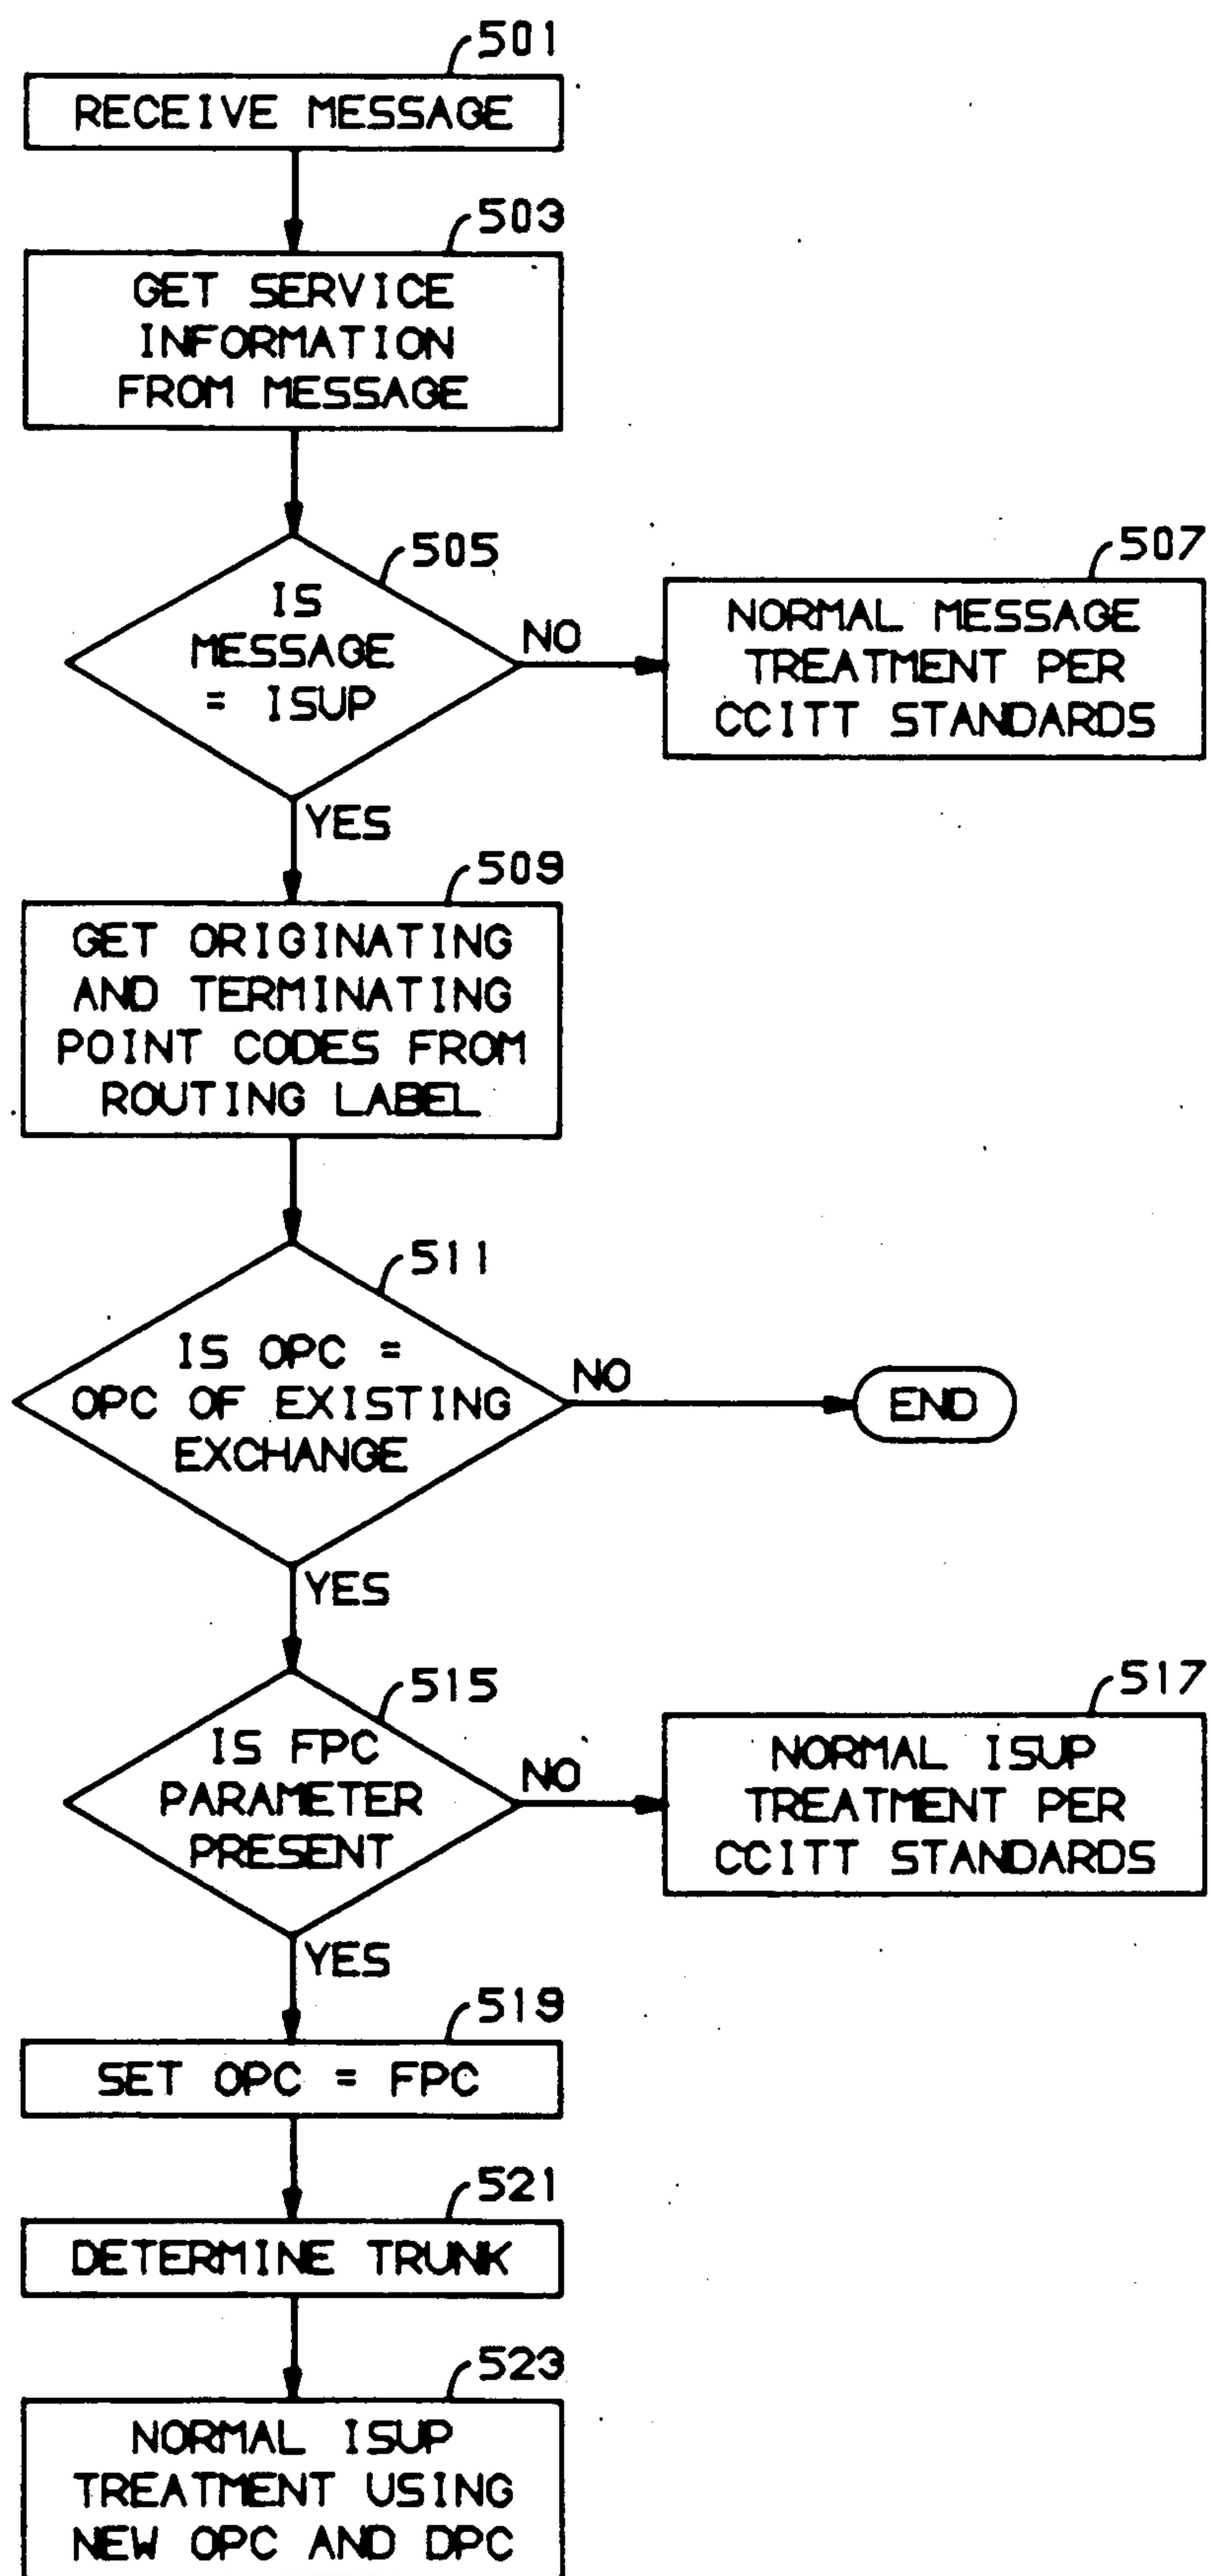 501
RECEIVE MESSAGE
503
GET SERVICE
INFORMATION
FROM MESSAGE
505
IS
MESSAGE
= ISUP
NO
507
NORMAL MESSAGE
TREATMENT PER
CCITT STANDARDS
YES
509
GET ORIGINATING
AND TERMINATING
POINT CODES FROM
ROUTING LABEL
511
IS OPC =
OPC OF EXISTING
EXCHANGE
NO
END
YES
515
IS FPC
PARAMETER
PRESENT
NO
517
NORMAL ISUP
TREATMENT PER
CCITT STANDARDS
YES
519
SET OPC = FPC
521
DETERMINE TRUNK
523
NORMAL ISUP
TREATMENT USING
NEW OPC AND DPC